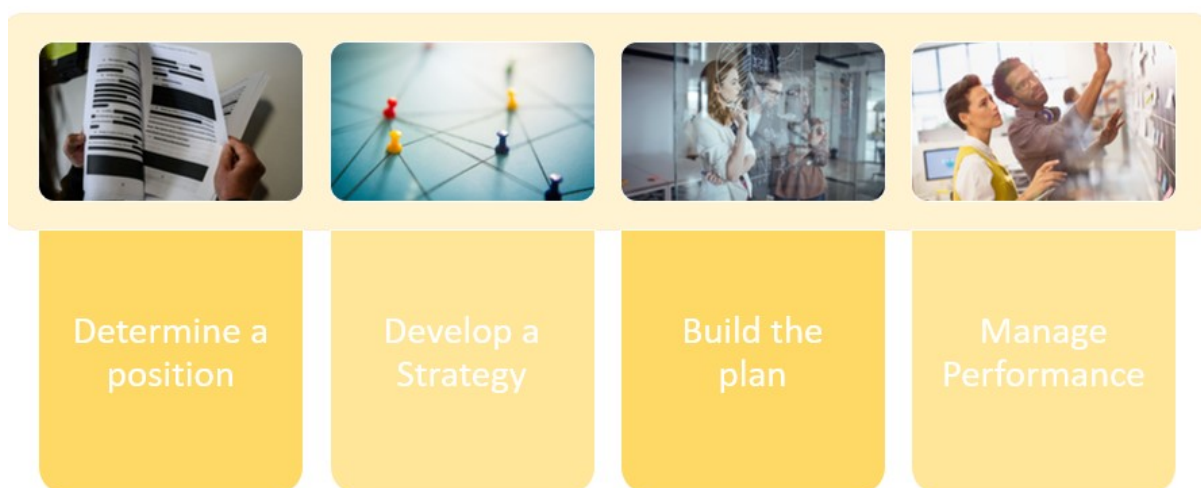 Determine a
position
Develop a
Strategy
Build the
plan
Manage
Performance